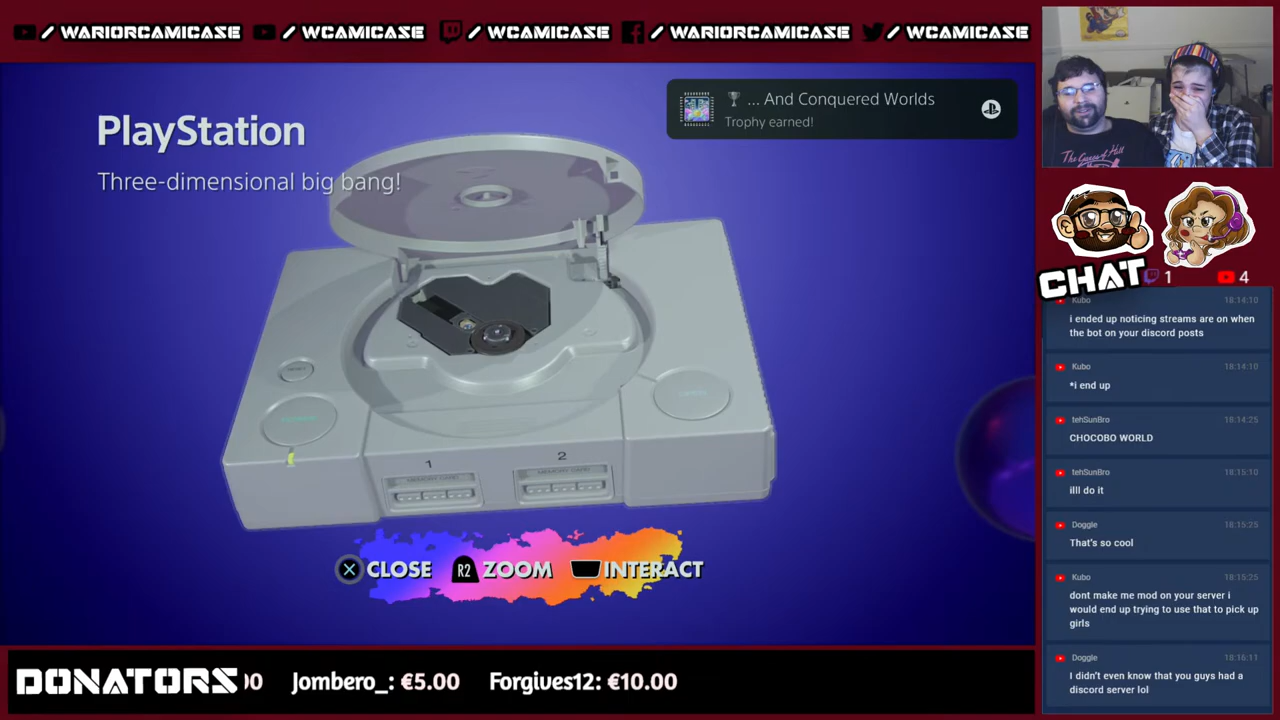 / WARIORCAMICASE / WCAMICASE / WCAMICASE / WARIORCAMICASE / WCAMICASE
PlayStation
Three-dimensional big bang!
... And Conquered Worlds
Trophy earned!
1
2
MEMORY CARD
MEMORY CARD
CLOSE R2 ZOOM INTERACT
CHAT 1 4
Kubo 18:14:10
i ended up noticing streams are on when
the bot on your discord posts
Kubo 18:14:10
*i end up
tehSunBro 18:14:25
CHOCOBO WORLD
tehSunBro 18:15:10
illl do it
Doggle 18:15:25
That's so cool
Kubo 18:15:25
dont make me mod on your server i
would end up trying to use that to pick up
girls
Doggle 18:16:11
I didn't even know that you guys had a
discord server lol
DONATORS 00 Jombero_: €5.00 Forgives12: €10.00